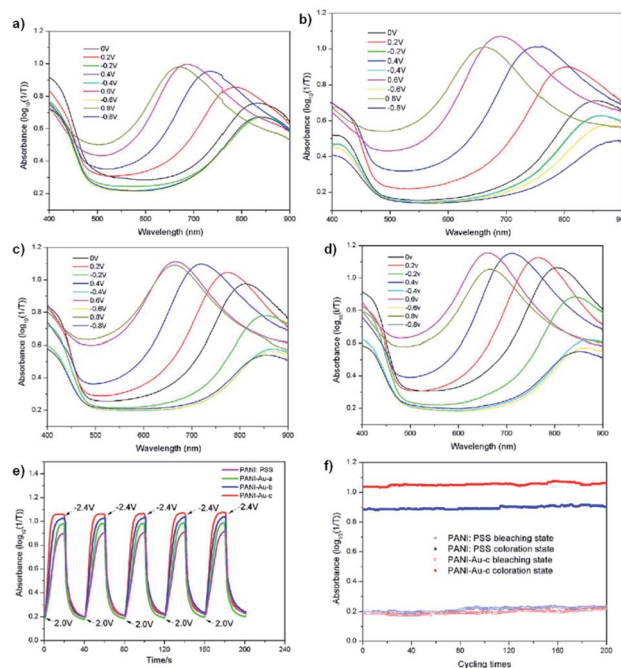 a)
0V
0.2V
-0.2V
0.4V
-0.4V
0.6V
-0.6V
0.8V
-0.8V
Absorbance (log10(1/T))
1.2
1.0
0.8
0.6
0.4
0.2
400 500 600 700 800 900
Wavelength (nm)
b)
0V
0.2V
-0.2V
0.4V
-0.4V
0.6V
-0.6V
0.8V
-0.8V
Absorbance (log10(1/T))
1.2
1.0
0.8
0.6
0.4
0.2
400 500 600 700 800 900
Wavelength (nm)
c)
0V
0.2V
-0.2V
0.4V
-0.4V
0.6V
-0.6V
0.8V
-0.8V
Absorbance (log10(1/T))
1.2
1.0
0.8
0.6
0.4
0.2
400 500 600 700 800 900
Wavelength (nm)
d)
0v
0.2v
-0.2v
0.4v
-0.4v
0.6v
-0.6v
0.8v
-0.8v
1.2
1.0
0.8
0.6
0.4
0.2
400 500 600 700 800 900
Wavelength (nm)
e)
PANI: PSS
PANI-Au-a
PANI-Au-b
PANI-Au-c
-2.4V -2.4V -2.4V -2.4V -2.4V
2.0V 2.0V 2.0V 2.0V 2.0V
Absorbance (log10(1/T))
1.5
1.4
1.2
1.0
0.8
0.6
0.4
0.2
0.0
0 40 80 120 160 200 240
Time/s
f)
PANI: PSS bleaching state
PANI: PSS coloration state
PANI-Au-c bleaching state
PANI-Au-c coloration state
Absorbance (log10(1/T))
1.4
1.2
1.0
0.8
0.6
0.4
0.2
0.0
0 50 100 150 200
Cycling times